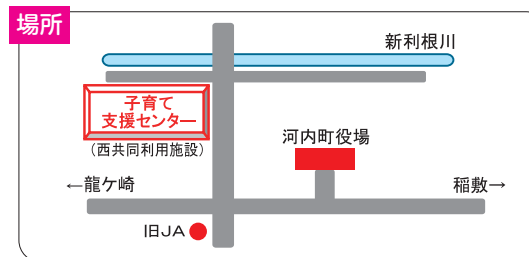 場所
新利根川
子育て
支援センター
(西共同利用施設)
河内町役場
←龍ケ崎
稲敷→
旧JA